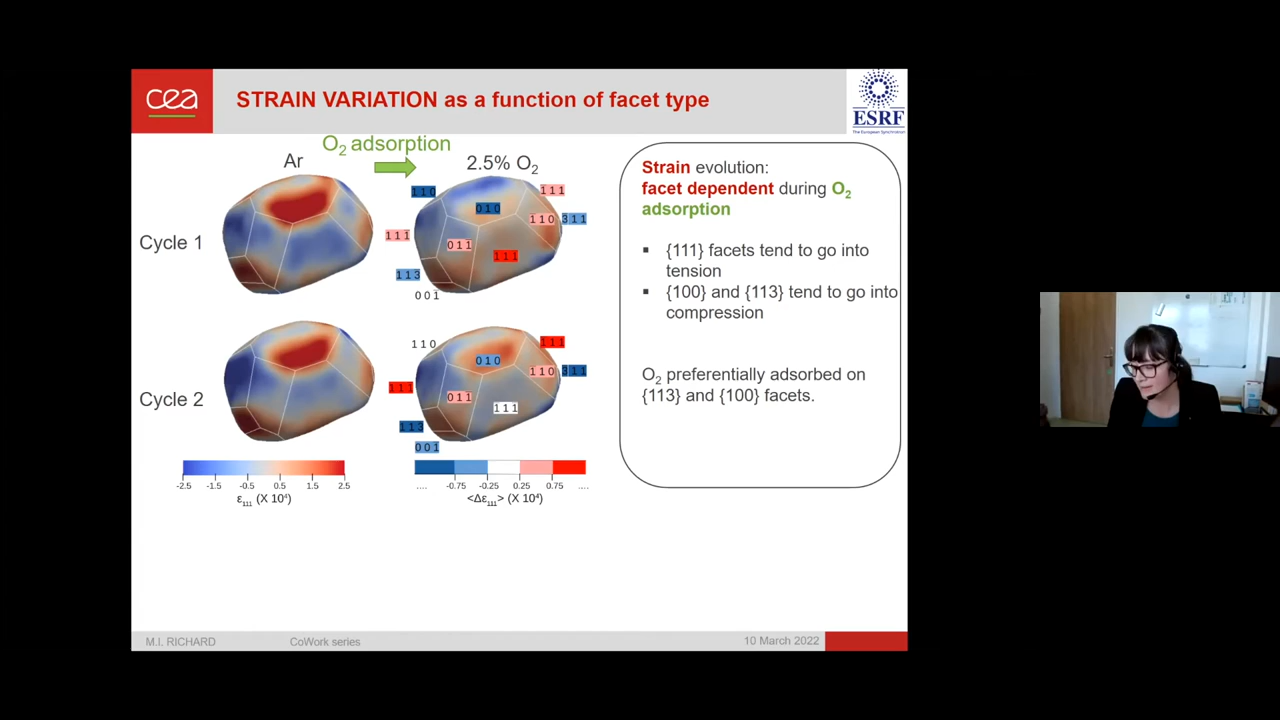 cea
STRAIN VARIATION as a function of facet type
ESRF
The European Synchrotron
O₂ adsorption
Ar
2.5% O₂
Cycle 1
1 1 0
0 1 0
1 1 1
1 1 0
3 1 1
1 1 1̄
0 1 1̄
1 1 1
1 1 3̄
0 0 1̄
Cycle 2
1 1 0
0 1 0
1 1 1
1 1 0
3 1 1
1 1 1̄
0 1 1̄
1 1 1
1 1 3̄
0 0 1̄
-2.5 -1.5 -0.5 0.5 1.5 2.5
ε₁₁₁ (X 10⁴)
.... -0.75 -0.25 0.25 0.75 ....
<Δε₁₁₁> (X 10⁴)
Strain evolution:
facet dependent during O₂
adsorption
▪ {111} facets tend to go into
tension
▪ {100} and {113} tend to go into
compression
O₂ preferentially adsorbed on
{113} and {100} facets.
M.I. RICHARD
CoWork series
10 March 2022